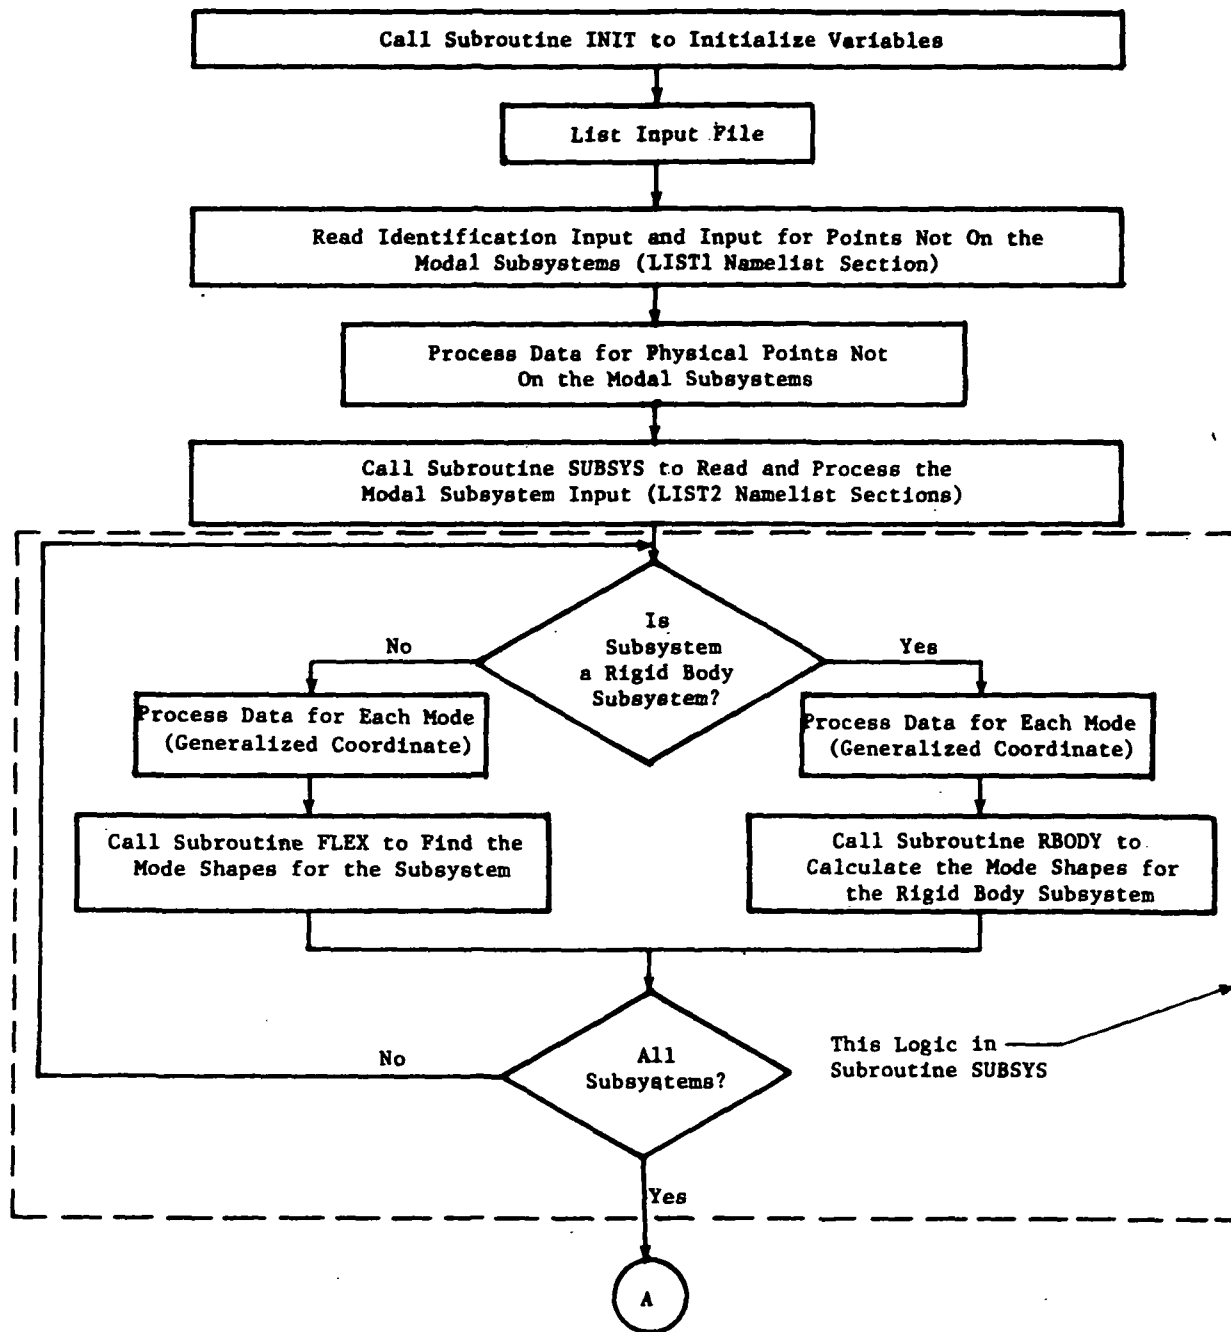 Call Subroutine INIT to Initialize Variables
List Input File
Read Identification Input and Input for Points Not On the
Modal Subsystems (LIST1 Namelist Section)
Process Data for Physical Points Not
On the Modal Subsystems
Call Subroutine SUBSYS to Read and Process the
Modal Subsystem Input (LIST2 Namelist Sections)
Is
Subsystem
a Rigid Body
Subsystem?
No
Yes
Process Data for Each Mode
(Generalized Coordinate)
Process Data for Each Mode
(Generalized Coordinate)
Call Subroutine FLEX to Find the
Mode Shapes for the Subsystem
Call Subroutine RBODY to
Calculate the Mode Shapes for
the Rigid Body Subsystem
All
Subsystems?
No
This Logic in
Subroutine SUBSYS
Yes
A